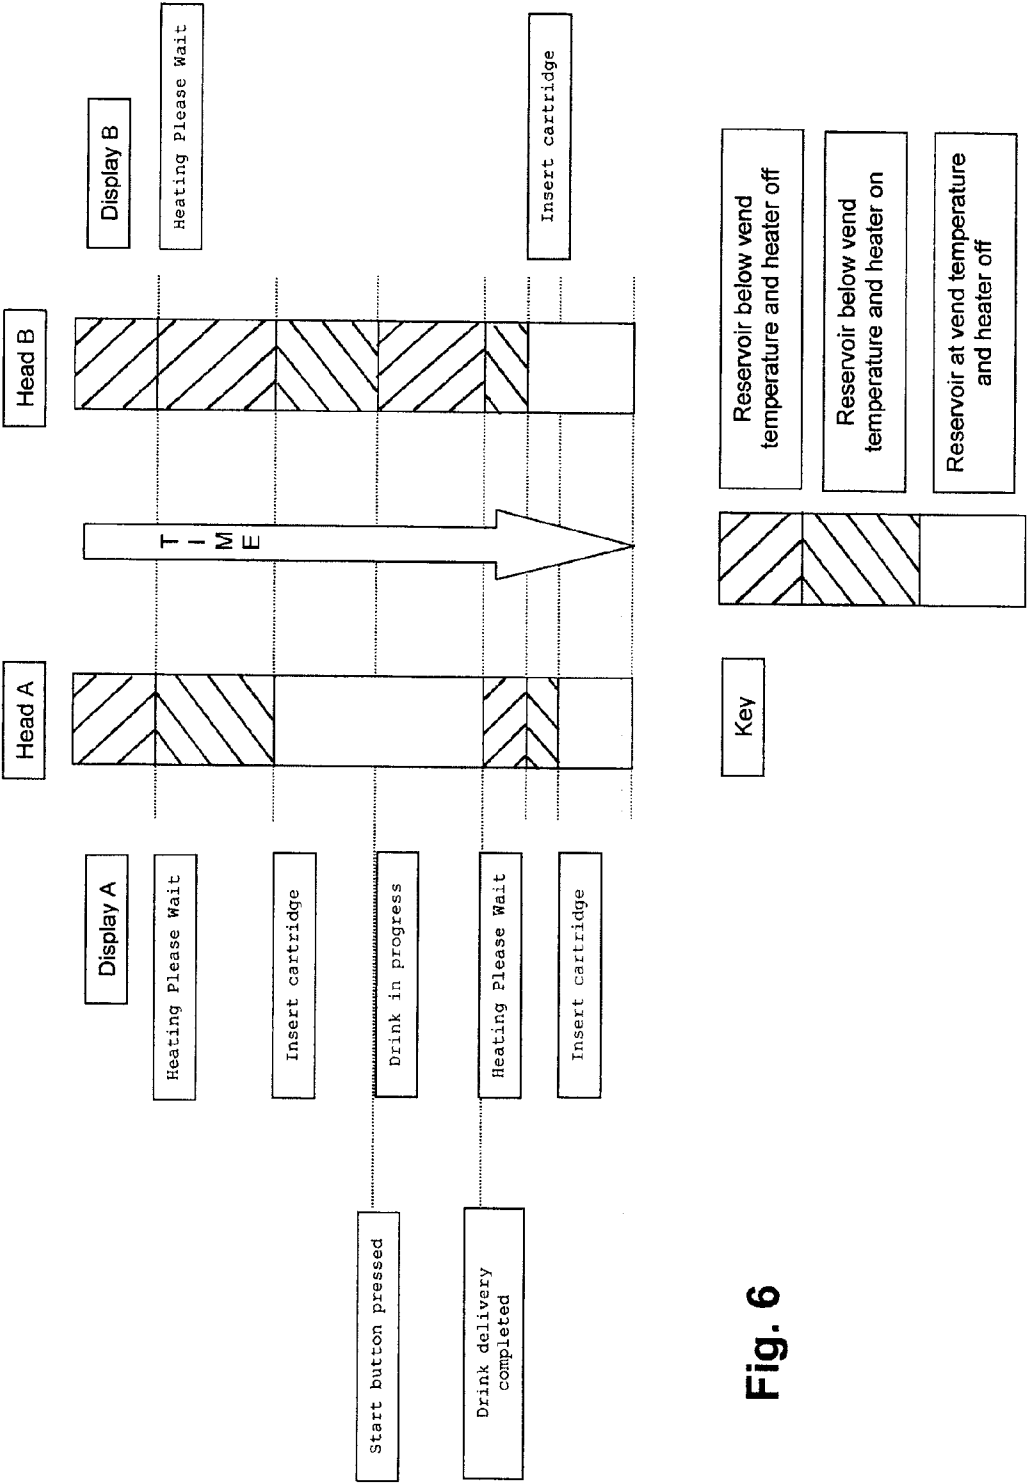 Head A
Head B
Display A
Display B
Heating Please Wait
Heating Please Wait
TIME
Insert cartridge
Start button pressed
Drink in progress
Drink delivery
completed
Heating Please Wait
Insert cartridge
Insert cartridge
Key
Reservoir below vend
temperature and heater off
Reservoir below vend
temperature and heater on
Reservoir at vend temperature
and heater off
Fig. 6